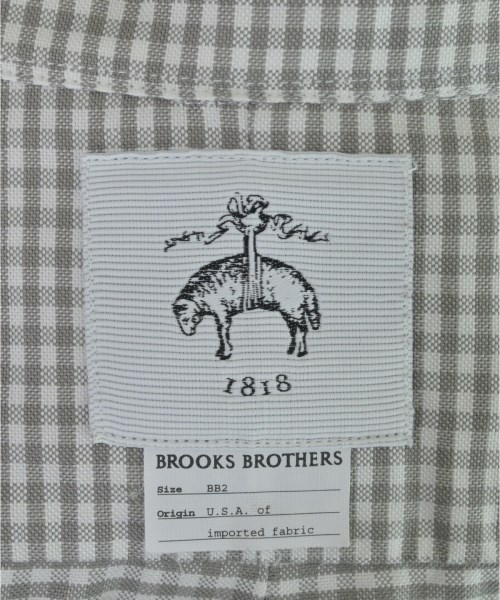 1818
BROOKS BROTHERS
Size BB2
Origin U.S.A. of
imported fabric